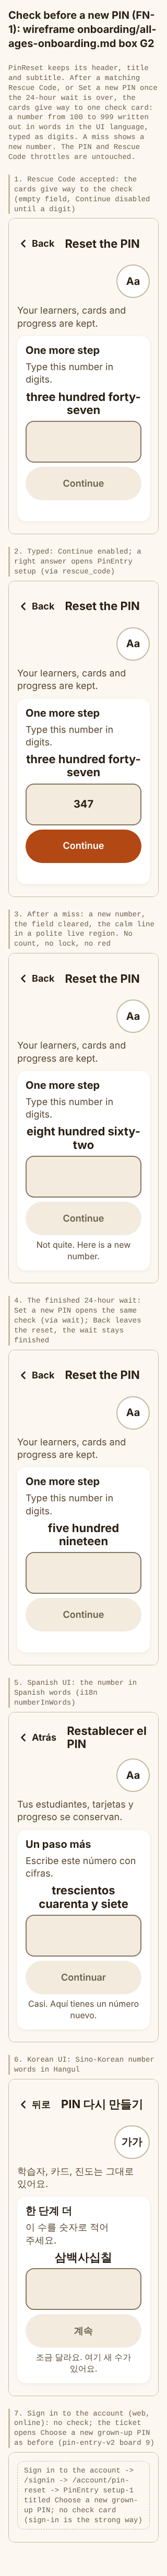 Check before a new PIN (FN-
1): wireframe onboarding/all-
ages-onboarding.md box G2
PinReset keeps its header, title
and subtitle. After a matching
Rescue Code, or Set a new PIN once
the 24-hour wait is over, the
cards give way to one check card:
a number from 100 to 999 written
out in words in the UI language,
typed as digits. A miss shows a
new number. The PIN and Rescue
Code throttles are untouched.
1. Rescue Code accepted: the
cards give way to the check
(empty field, Continue disabled
until a digit)
Back Reset the PIN
Aa
Your learners, cards and
progress are kept.
One more step
Type this number in
digits.
three hundred forty-
seven
Continue
2. Typed: Continue enabled; a
right answer opens PinEntry
setup (via rescue_code)
Back Reset the PIN
Aa
Your learners, cards and
progress are kept.
One more step
Type this number in
digits.
three hundred forty-
seven
347
Continue
3. After a miss: a new number,
the field cleared, the calm line
in a polite live region. No
count, no lock, no red
Back Reset the PIN
Aa
Your learners, cards and
progress are kept.
One more step
Type this number in
digits.
eight hundred sixty-
two
Continue
Not quite. Here is a new
number.
4. The finished 24-hour wait:
Set a new PIN opens the same
check (via wait); Back leaves
the reset, the wait stays
finished
Back Reset the PIN
Aa
Your learners, cards and
progress are kept.
One more step
Type this number in
digits.
five hundred
nineteen
Continue
5. Spanish UI: the number in
Spanish words (i18n
numberInWords)
Atrás Restablecer el
PIN
Aa
Tus estudiantes, tarjetas y
progreso se conservan.
Un paso más
Escribe este número con
cifras.
trescientos
cuarenta y siete
Continuar
Casi. Aquí tienes un número
nuevo.
6. Korean UI: Sino-Korean number
words in Hangul
뒤로 PIN 다시 만들기
가가
학습자, 카드, 진도는 그대로
있어요.
한 단계 더
이 수를 숫자로 적어
주세요.
삼백사십칠
계속
조금 달라요. 여기 새 수가
있어요.
7. Sign in to the account (web,
online): no check; the ticket
opens Choose a new grown-up PIN
as before (pin-entry-v2 board 9)
Sign in to the account ->
/signin -> /account/pin-
reset -> PinEntry setup-1
titled Choose a new grown-
up PIN; no check card
(sign-in is the strong way)